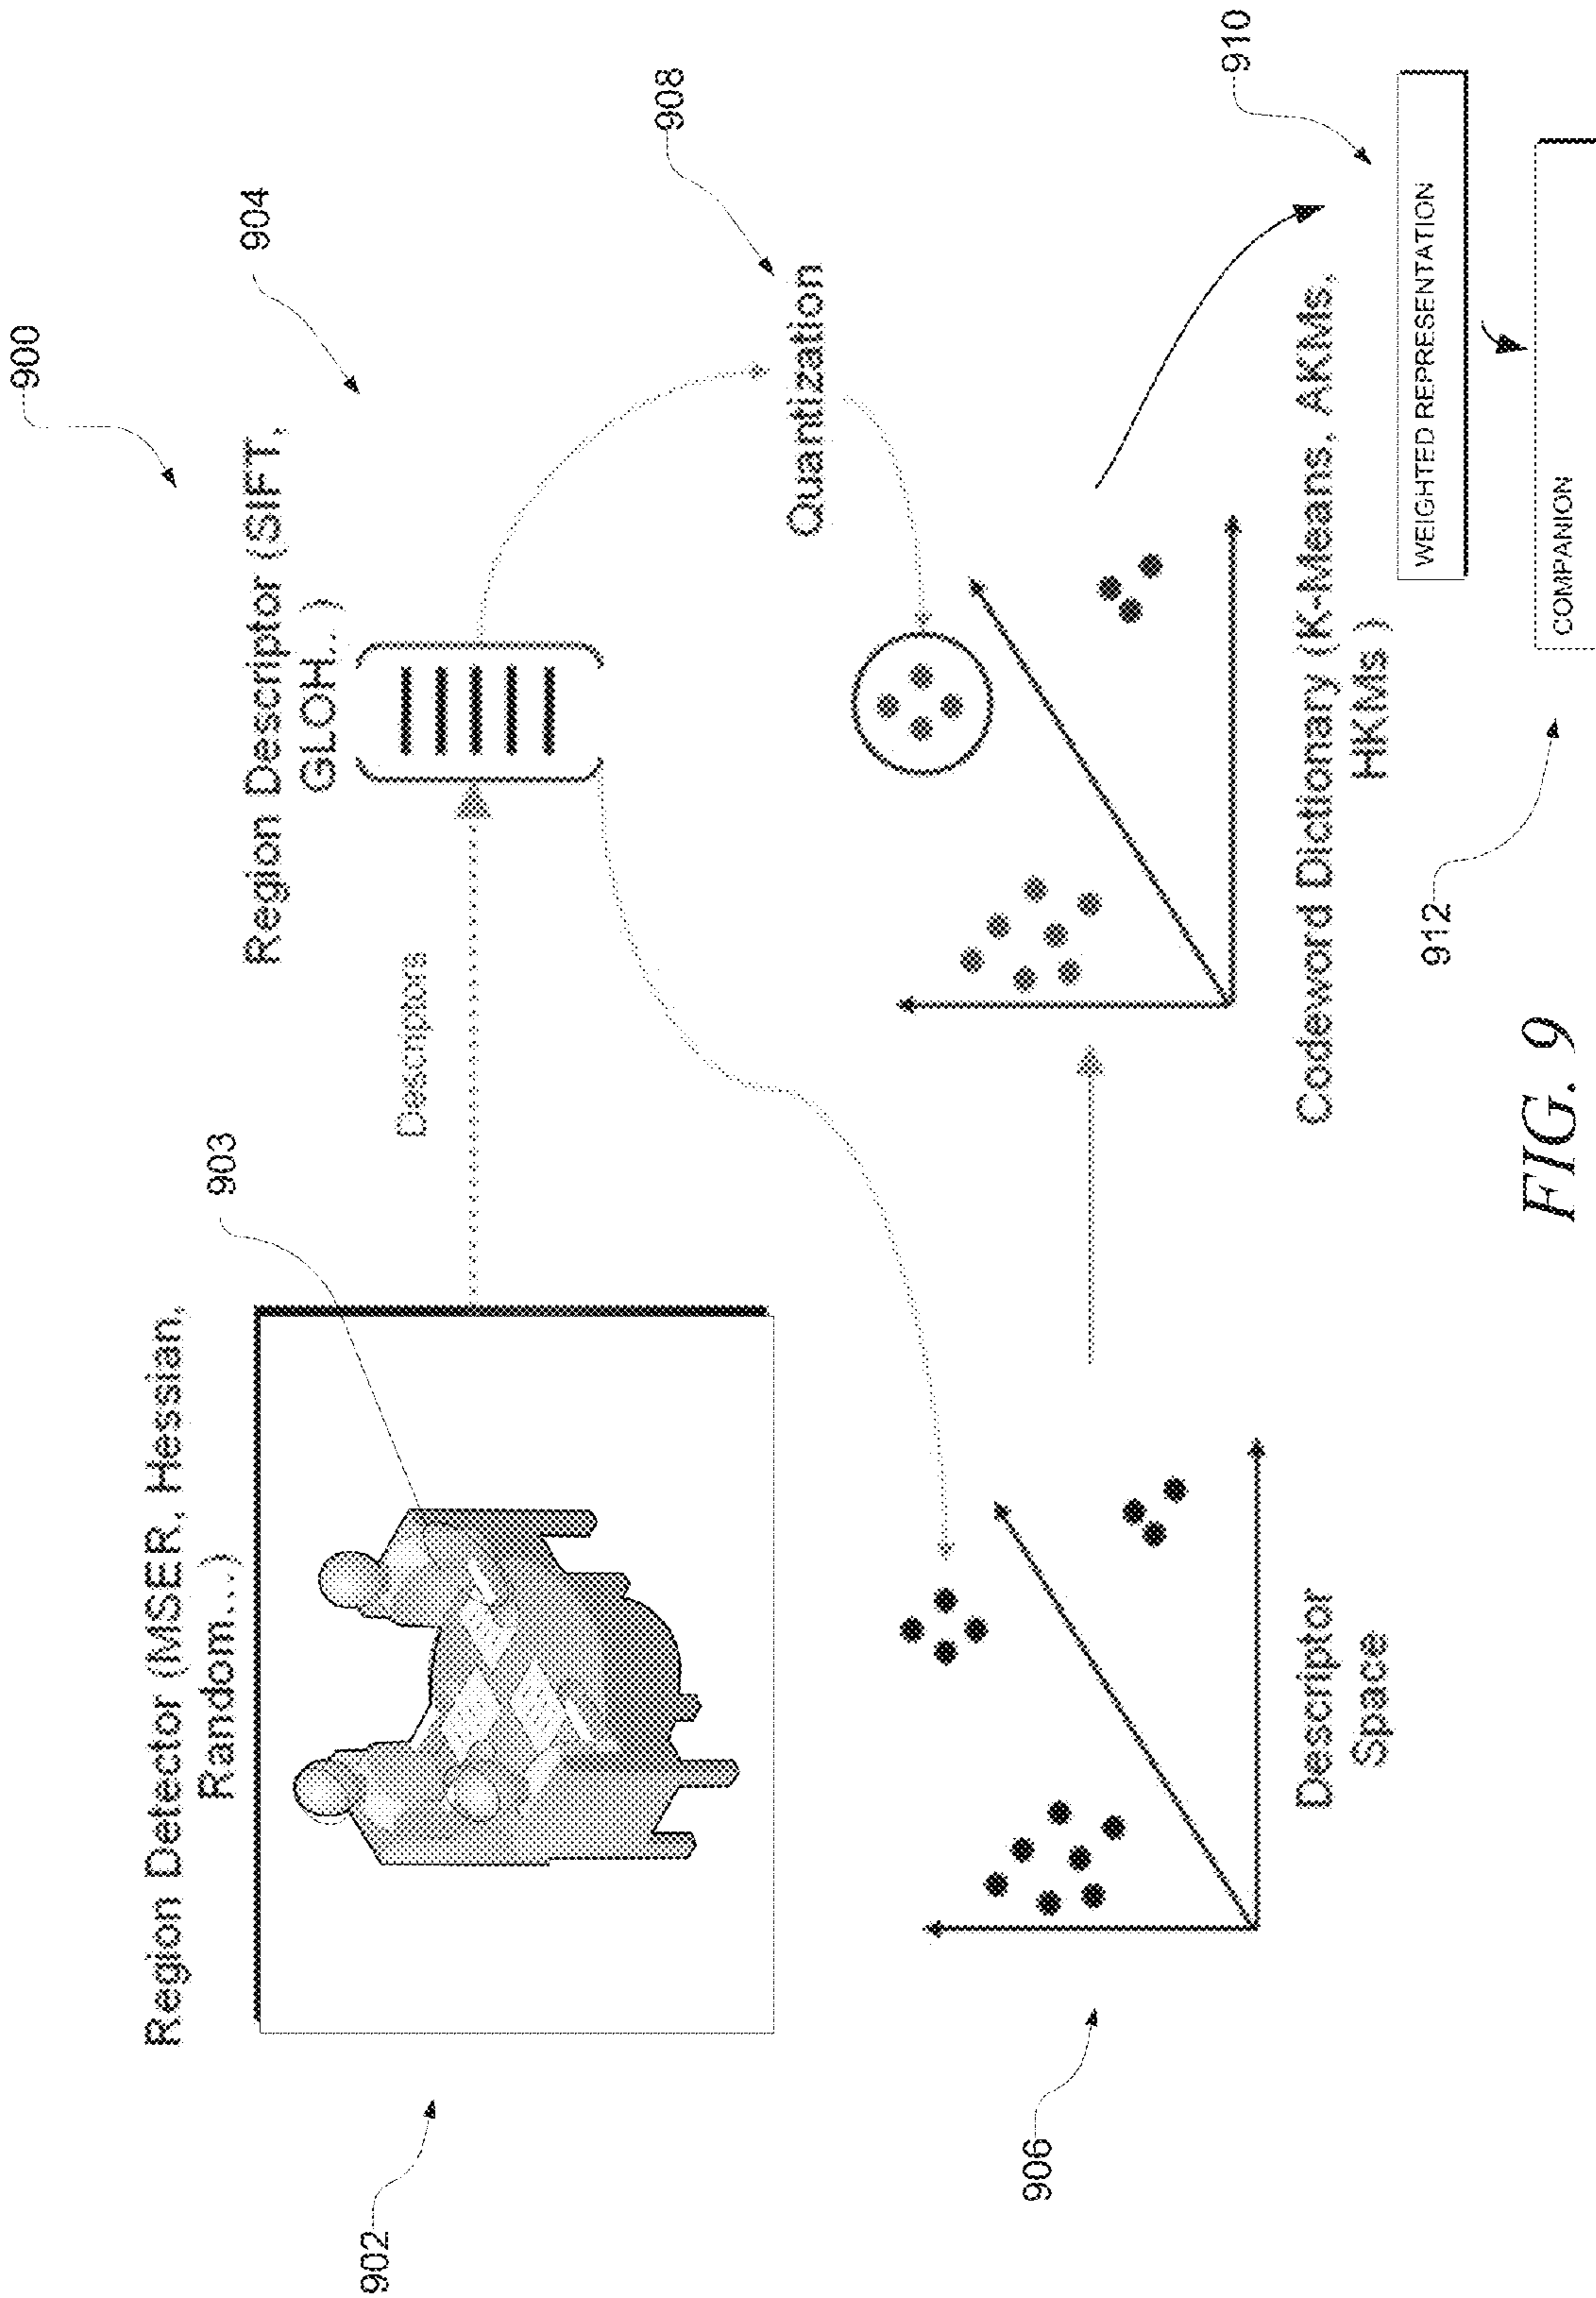 900
904
Region Detector (MSER, Hessian,
Random...)
903
Region Descriptor (SIFT,
GLOH...)
902
Descriptors
908
Quantization
906
Descriptor
Space
Codeword Dictionary (K-Means, AKMs,
HKMs )
910
WEIGHTED REPRESENTATION
912
COMPANION
FIG. 9